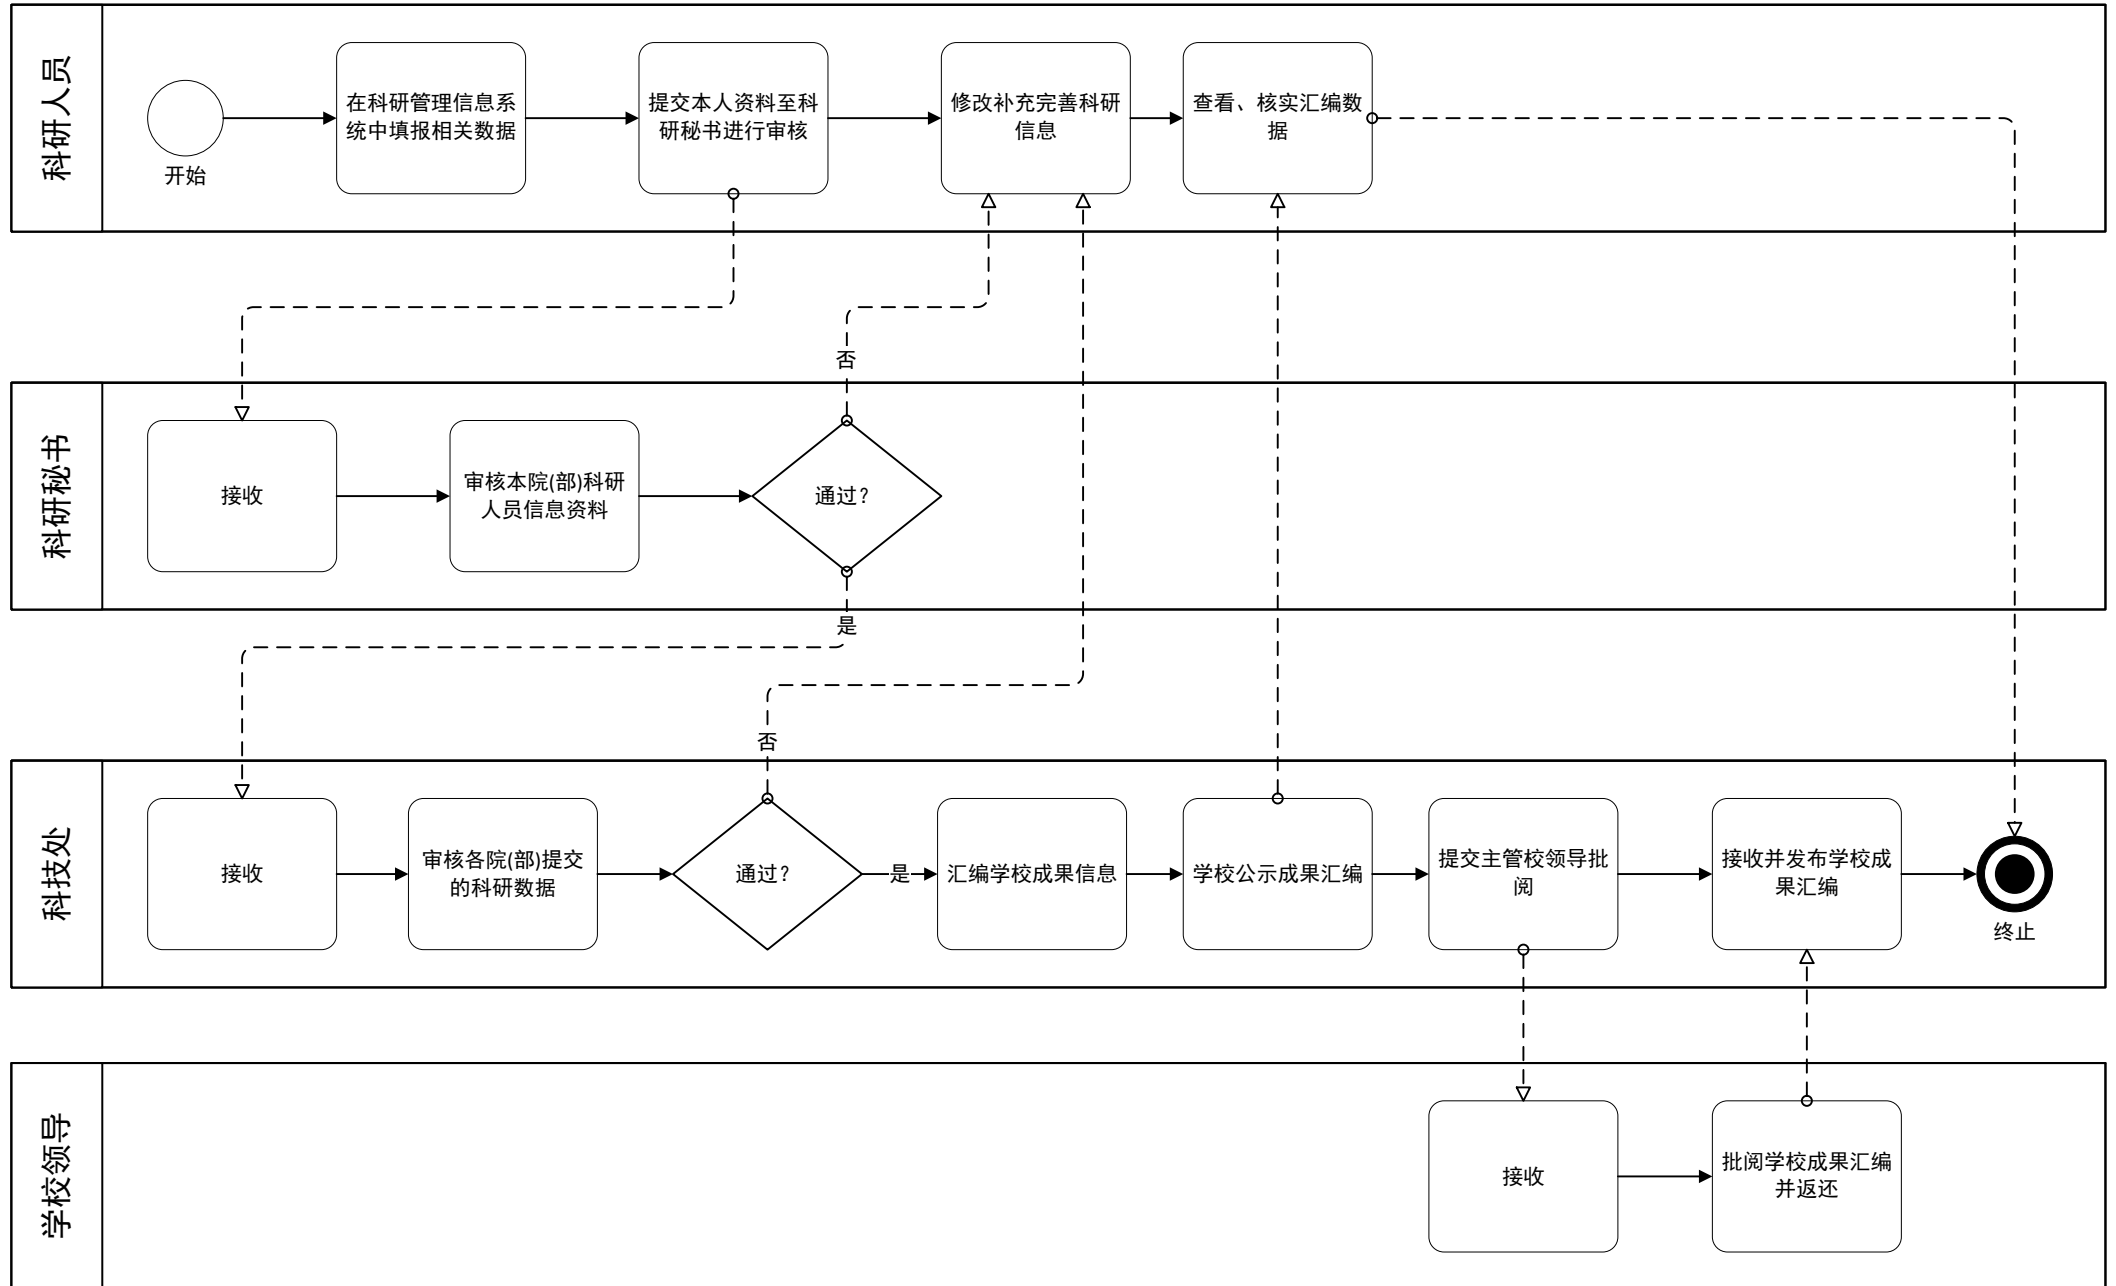 科研人员
开始
在科研管理信息系
统中填报相关数据
提交本人资料至科
研秘书进行审核
修改补充完善科研
信息
查看、核实汇编数
据
否
科研秘书
接收
审核本院(部)科研
人员信息资料
通过?
是
否
科技处
接收
审核各院(部)提交
的科研数据
通过?
是
汇编学校成果信息
学校公示成果汇编
提交主管校领导批
阅
接收并发布学校成
果汇编
终止
学校领导
接收
批阅学校成果汇编
并返还